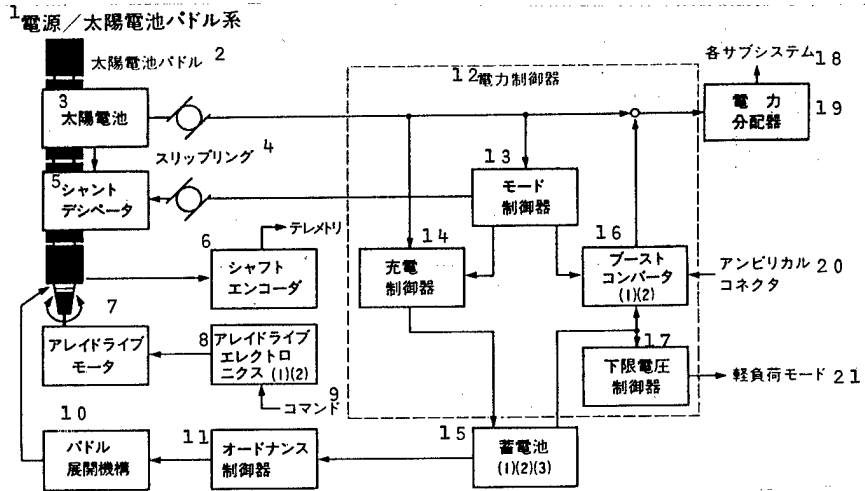 1 電源／太陽電池パドル系
太陽電池パドル 2
各サブシステム 18
12 電力制御器
3
太陽電池
電力
分配器
19
スリップリング 4
13
モード
制御器
5 シャント
デシペータ
6
テレメトリ
シャフト
エンコーダ
14
充電
制御器
16
ブースト
コンバータ
(1)(2)
アンビリカル
コネクタ
20
7
アレイドライブ
モータ
8 アレイドライブ
エレクトロ
ニクス (1)(2)
9
コマンド
17
下限電圧
制御器
軽負荷モード 21
10
パドル
展開機構
11
オードナンス
制御器
15
蓄電池
(1)(2)(3)